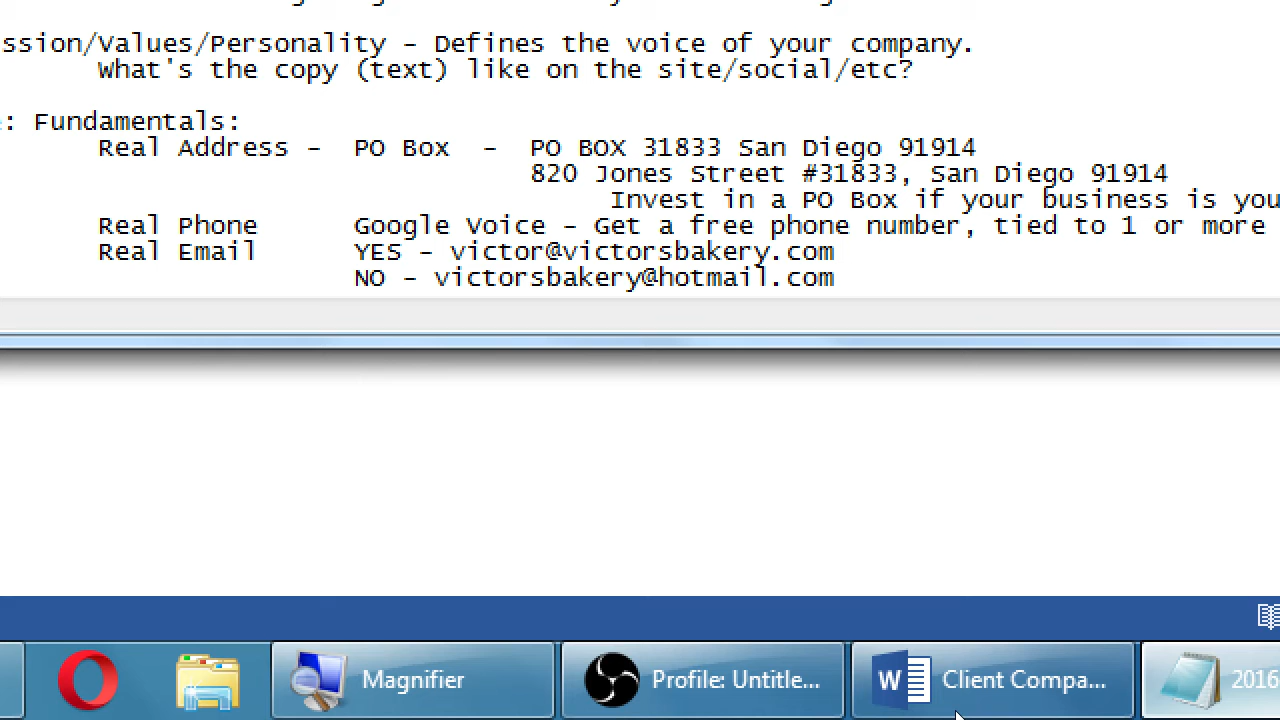 ssion/Values/Personality – Defines the voice of your company.
What's the copy (text) like on the site/social/etc?
: Fundamentals:
Real Address – PO Box – PO BOX 31833 San Diego 91914
820 Jones Street #31833, San Diego 91914
Invest in a PO Box if your business is you
Real Phone Google Voice – Get a free phone number, tied to 1 or more
Real Email YES – victor@victorsbakery.com
NO – victorsbakery@hotmail.com
Magnifier Profile: Untitle... Client Compa... 2016